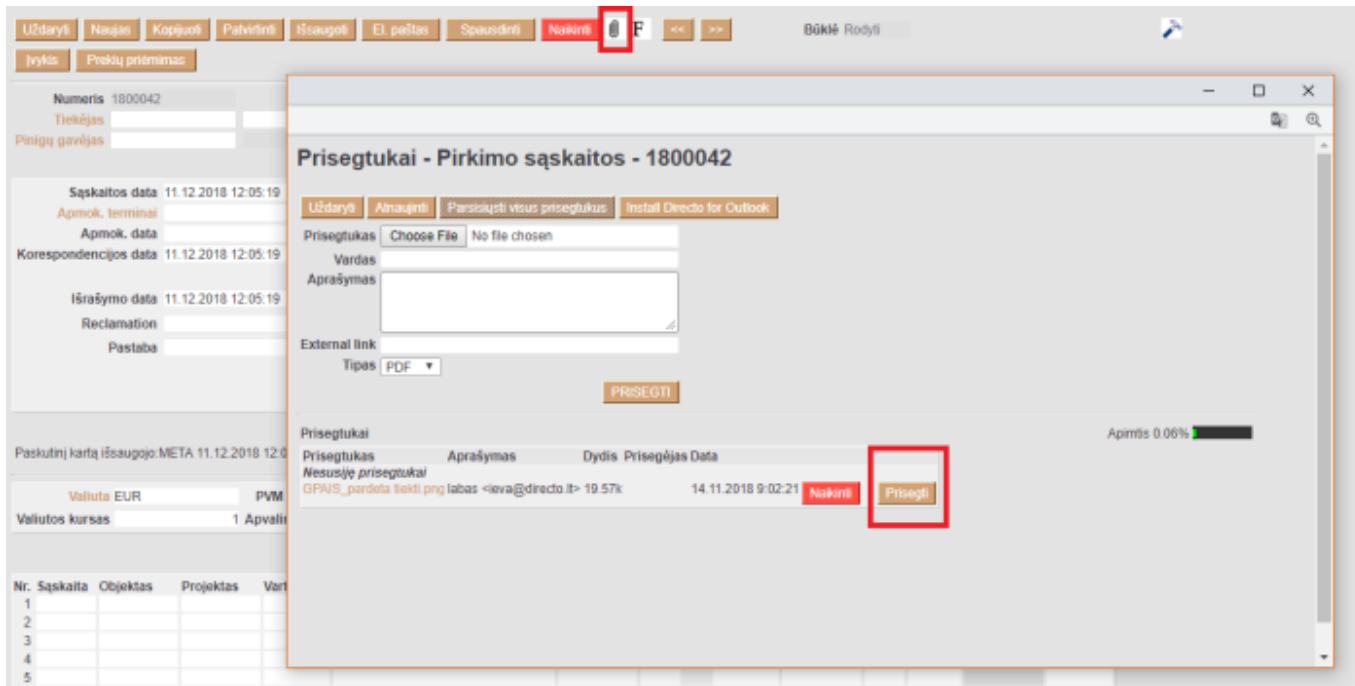 Uždaryti Naujas Kopijuoti Patvirtinti Išsaugoti El. paštas Spausdinti Naikinti F << >> Būklė Rodyti
Įvykis Prekių priėmimas
Numeris 1800042
Tiekėjas
Pinigų gavėjas
Prisegtukai - Pirkimo sąskaitos - 1800042
Sąskaitos data 11.12.2018 12:05:19
Uždaryti Atnaujinti Parsisiųsti visus prisegtukus Install Directo for Outlook
Apmok. terminai
Apmok. data
Prisegtukas Choose File No file chosen
Korespondencijos data 11.12.2018 12:05:19
Vardas
Aprašymas
Išrašymo data 11.12.2018 12:05:19
Reclamation
Pastaba
External link
Tipas PDF
PRISEGTI
Prisegtukai Apimtis 0.06%
Paskutinį kartą išsaugojo:META 11.12.2018 12:0
Prisegtukas Aprašymas Dydis Prisegėjas Data
Nesusiję prisegtukai
GPAIS_pardeta tiekti.png labas <ieva@directo.lt> 19.57k 14.11.2018 9:02:21 Naikinti Prisegti
Valiuta EUR PVM
Valiutos kursas 1 Apvalin
Nr. Sąskaita Objektas Projektas Vart
1
2
3
4
5